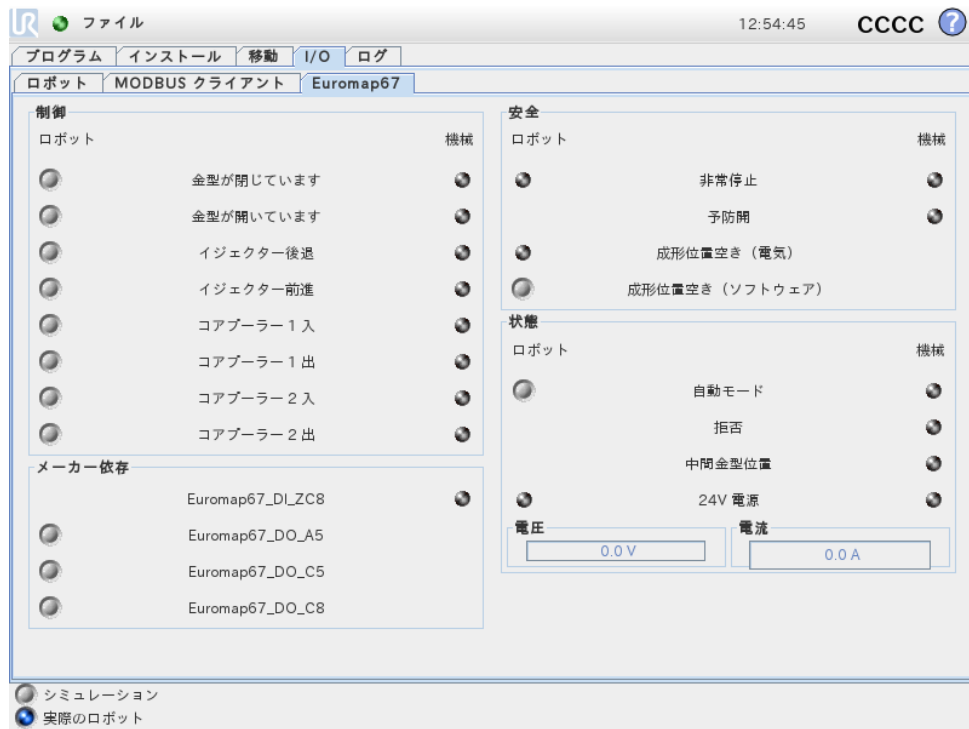 UR ファイル 12:54:45 CCCC ?
プログラム インストール 移動 I/O ログ
ロボット MODBUS クライアント Euromap67
制御
ロボット 機械
金型が閉じています
金型が開いています
イジェクター後退
イジェクター前進
コアプーラー1入
コアプーラー1出
コアプーラー2入
コアプーラー2出
メーカー依存
Euromap67_DI_ZC8
Euromap67_DO_A5
Euromap67_DO_C5
Euromap67_DO_C8
安全
ロボット 機械
非常停止
予防開
成形位置空き（電気）
成形位置空き（ソフトウェア）
状態
ロボット 機械
自動モード
拒否
中間金型位置
24V 電源
電圧 電流
0.0 V 0.0 A
シミュレーション
実際のロボット